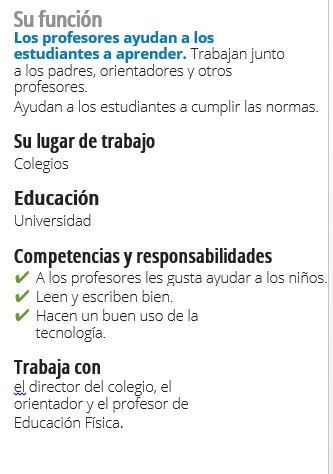 Su función
Los profesores ayudan a los
estudiantes a aprender. Trabajan junto
a los padres, orientadores y otros
profesores.
Ayudan a los estudiantes a cumplir las normas.
Su lugar de trabajo
Colegios
Educación
Universidad
Competencias y responsabilidades
✔ A los profesores les gusta ayudar a los niños.
✔ Leen y escriben bien.
✔ Hacen un buen uso de la
tecnología.
Trabaja con
el director del colegio, el
orientador y el profesor de
Educación Física.